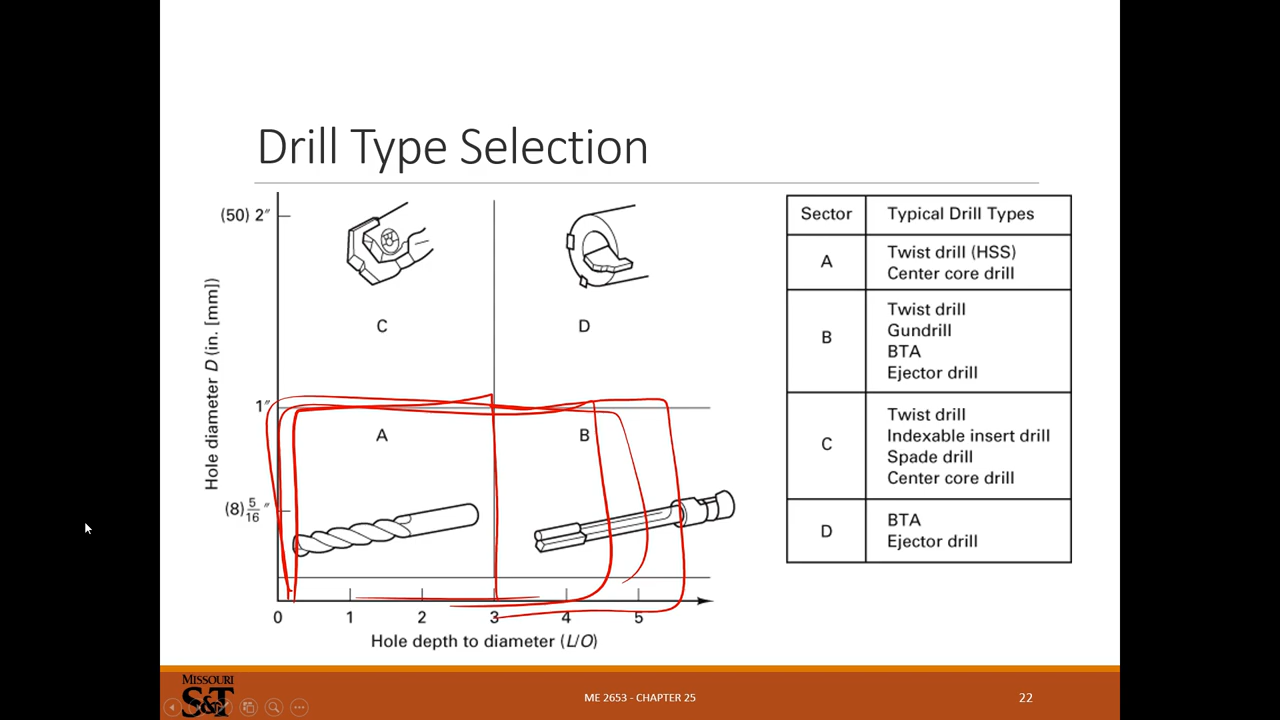 Drill Type Selection
(50) 2″
1″
(8) 5/16 ″
Hole diameter D (in. [mm])
C
D
A
B
0 1 2 3 4 5
Hole depth to diameter (L/O)
Sector Typical Drill Types
A
Twist drill (HSS)
Center core drill
B
Twist drill
Gundrill
BTA
Ejector drill
C
Twist drill
Indexable insert drill
Spade drill
Center core drill
D
BTA
Ejector drill
MISSOURI
S&T
ME 2653 - CHAPTER 25
22